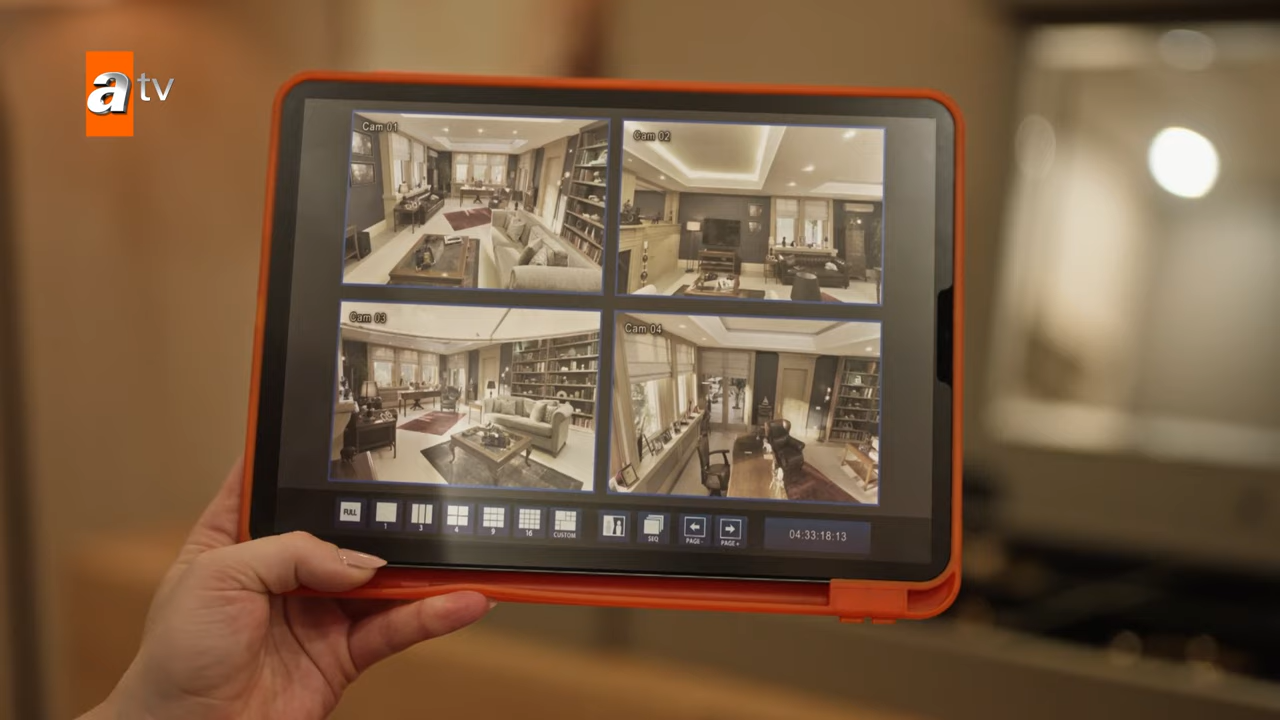 atv
Cam 01
Cam 02
Cam 03
Cam 04
FULL
1
3
4
9
16
CUSTOM
SEQ
PAGE -
PAGE +
04:33:18:13